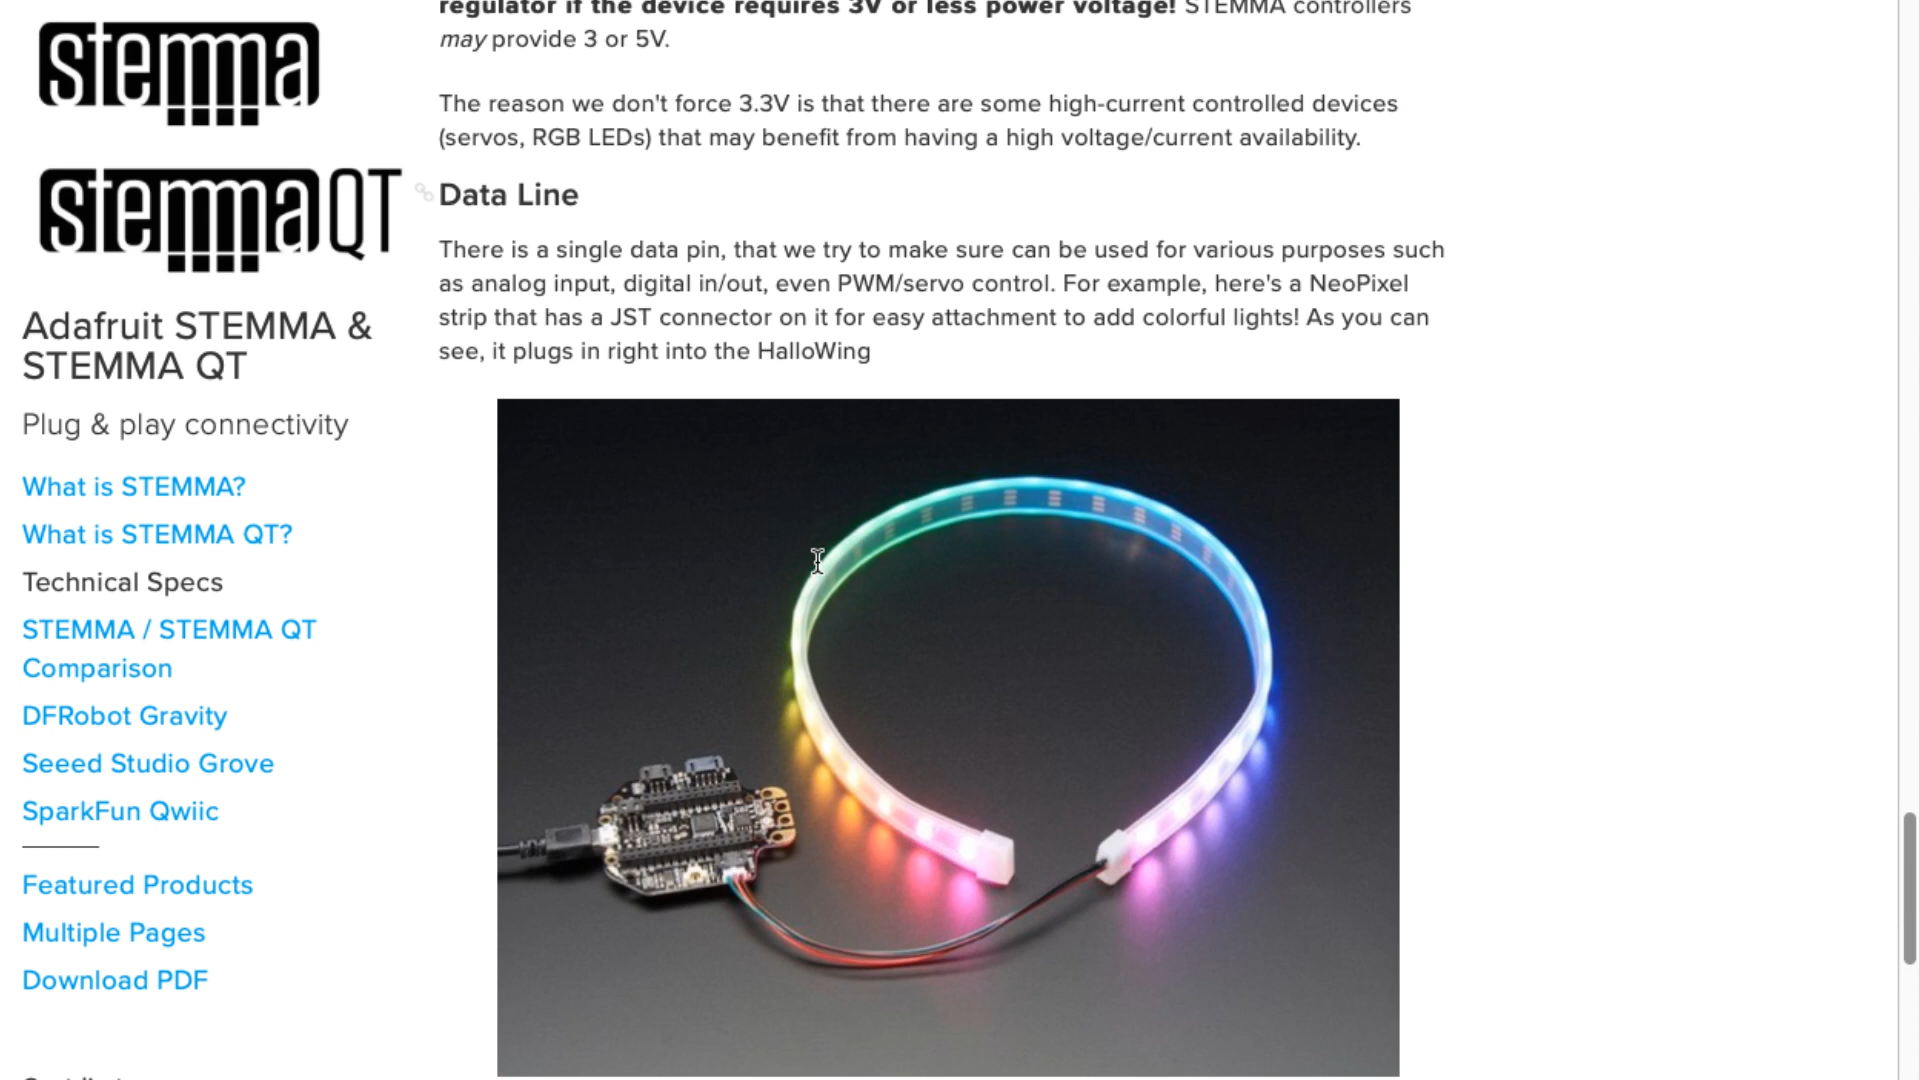 stemma
stemma QT
Adafruit STEMMA &
STEMMA QT
Plug & play connectivity
What is STEMMA?
What is STEMMA QT?
Technical Specs
STEMMA / STEMMA QT
Comparison
DFRobot Gravity
Seeed Studio Grove
SparkFun Qwiic
Featured Products
Multiple Pages
Download PDF
regulator if the device requires 3V or less power voltage! STEMMA controllers
may provide 3 or 5V.
The reason we don't force 3.3V is that there are some high-current controlled devices
(servos, RGB LEDs) that may benefit from having a high voltage/current availability.
Data Line
There is a single data pin, that we try to make sure can be used for various purposes such
as analog input, digital in/out, even PWM/servo control. For example, here's a NeoPixel
strip that has a JST connector on it for easy attachment to add colorful lights! As you can
see, it plugs in right into the HalloWing